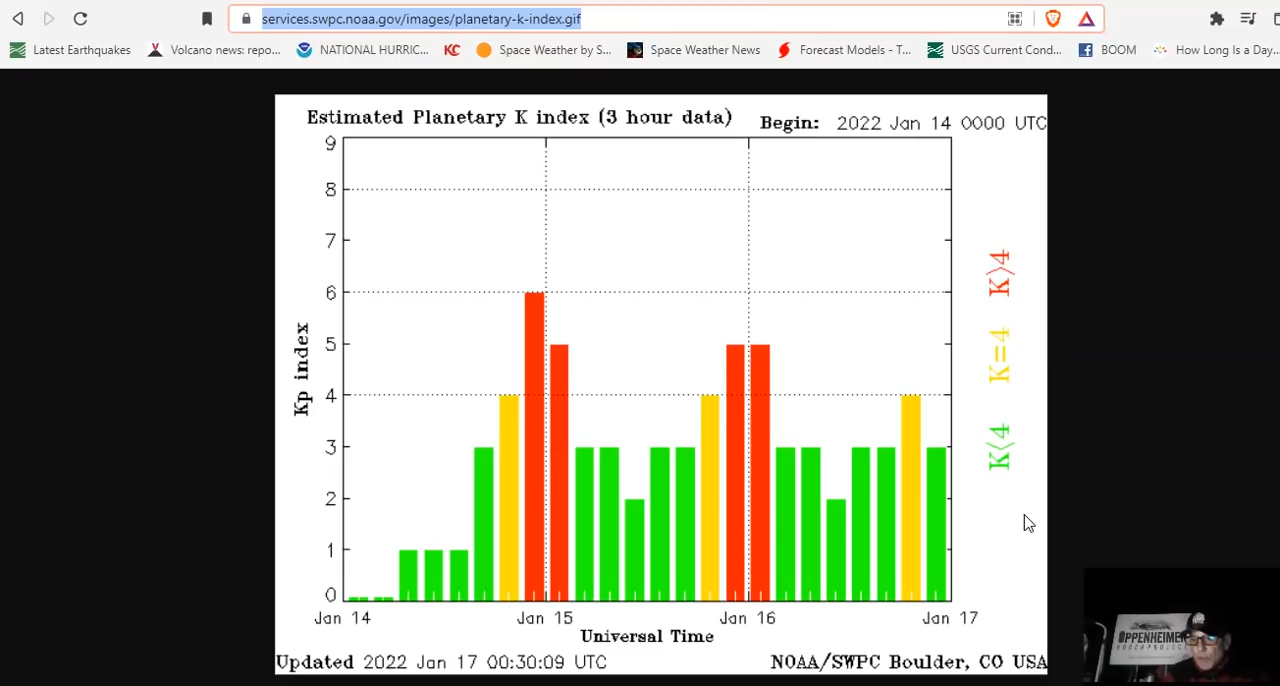 services.swpc.noaa.gov/images/planetary-k-index.gif
Latest Earthquakes Volcano news: repo... NATIONAL HURRIC... KC Space Weather by S... Space Weather News Forecast Models - T... USGS Current Cond... BOOM How Long Is a Day...
Estimated Planetary K index (3 hour data) Begin: 2022 Jan 14 0000 UTC
9
8
7
6
5
4
3
2
1
0
Kp index
K>4
K=4
K<4
Jan 14 Jan 15 Jan 16 Jan 17
Universal Time
Updated 2022 Jan 17 00:30:09 UTC NOAA/SWPC Boulder, CO USA
OPPENHEIMER